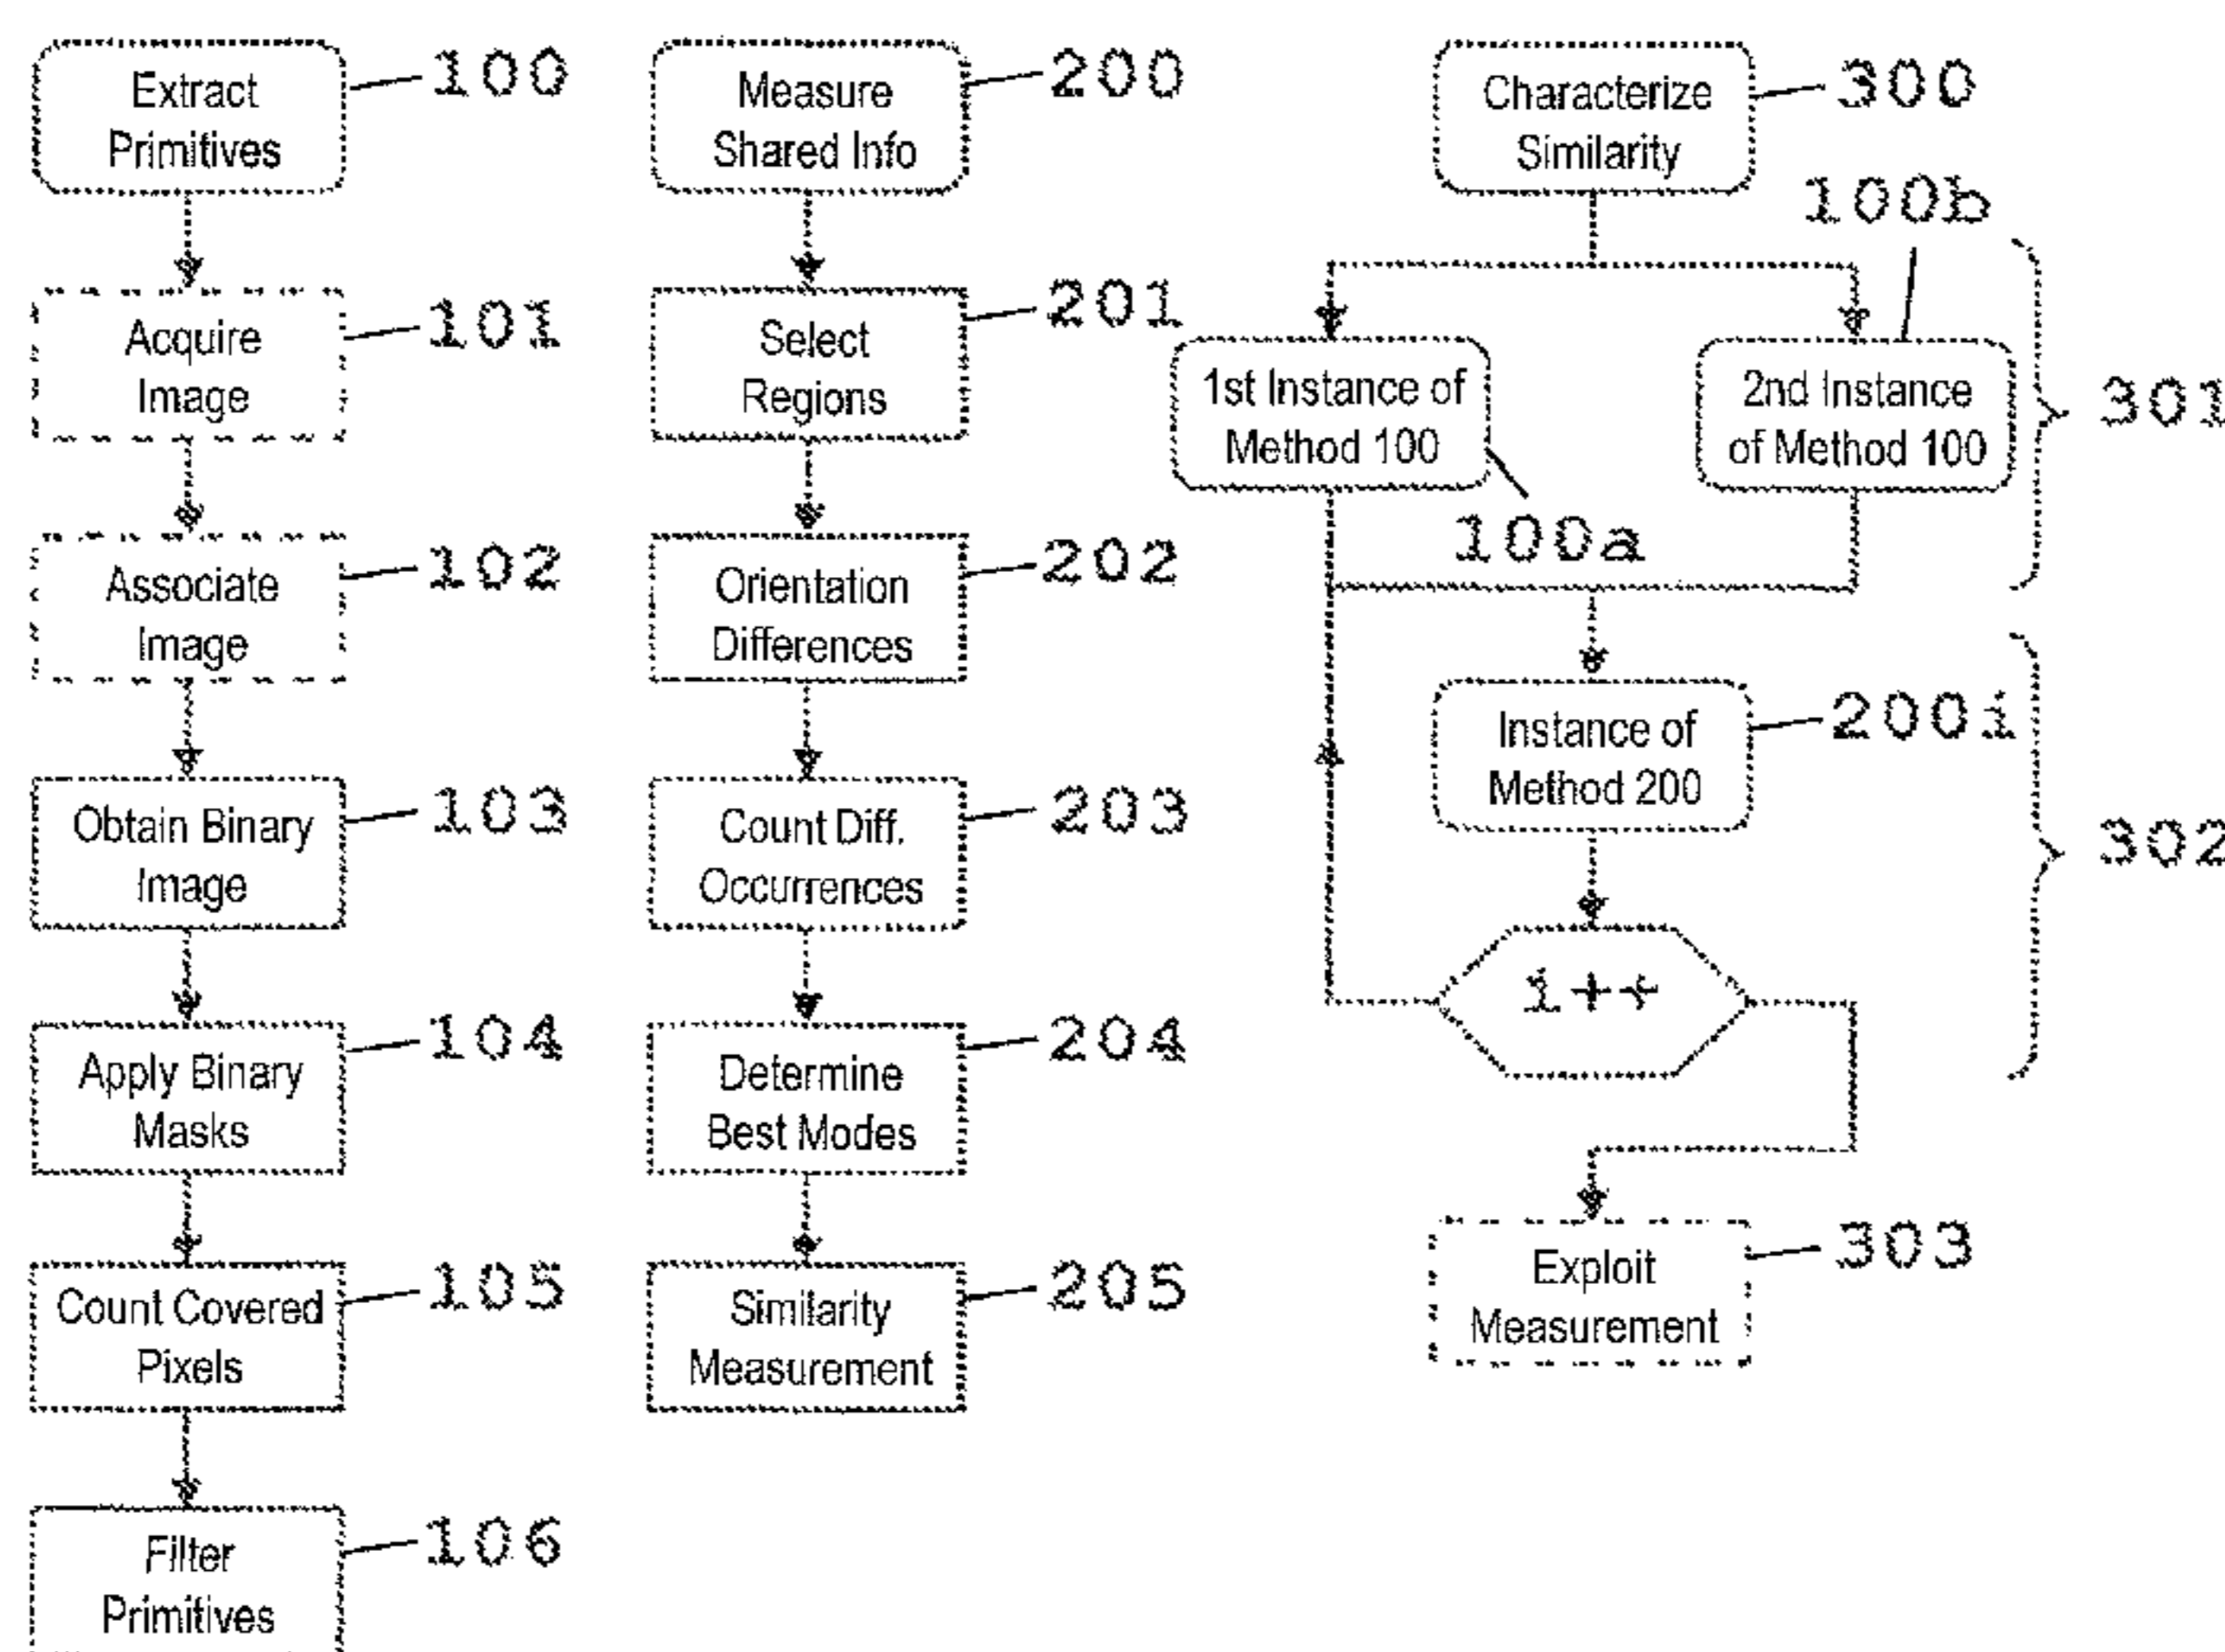 Extract
Primitives
100
Acquire
Image
101
Associate
Image
102
Obtain Binary
Image
103
Apply Binary
Masks
104
Count Covered
Pixels
105
Filter
Primitives
106
Measure
Shared Info
200
Select
Regions
201
Orientation
Differences
202
Count Diff.
Occurrences
203
Determine
Best Modes
204
Similarity
Measurement
205
Characterize
Similarity
300
100b
1st Instance of
Method 100
100a
2nd Instance
of Method 100
301
Instance of
Method 200
200i
i++
302
Exploit
Measurement
303